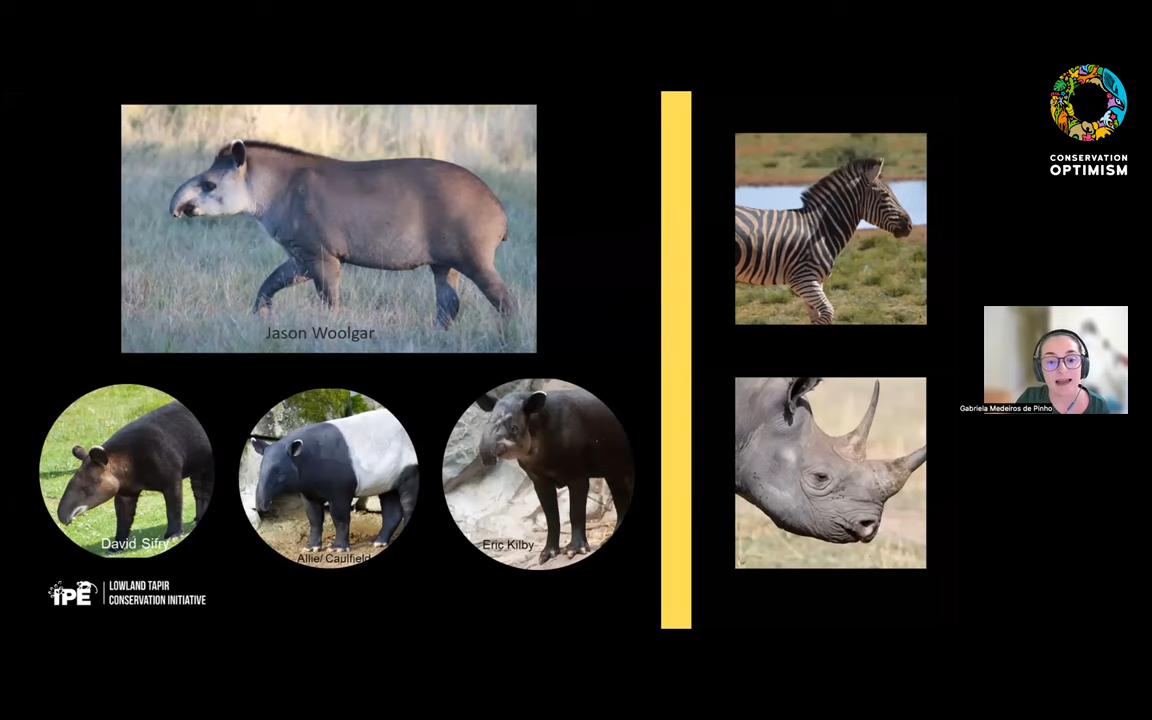 CONSERVATION
OPTIMISM
Jason Woolgar
David Sifry
Allie/ Caulfield
Eric Kilby
Gabriela Medeiros de Pinho
IPÊ
LOWLAND TAPIR
CONSERVATION INITIATIVE